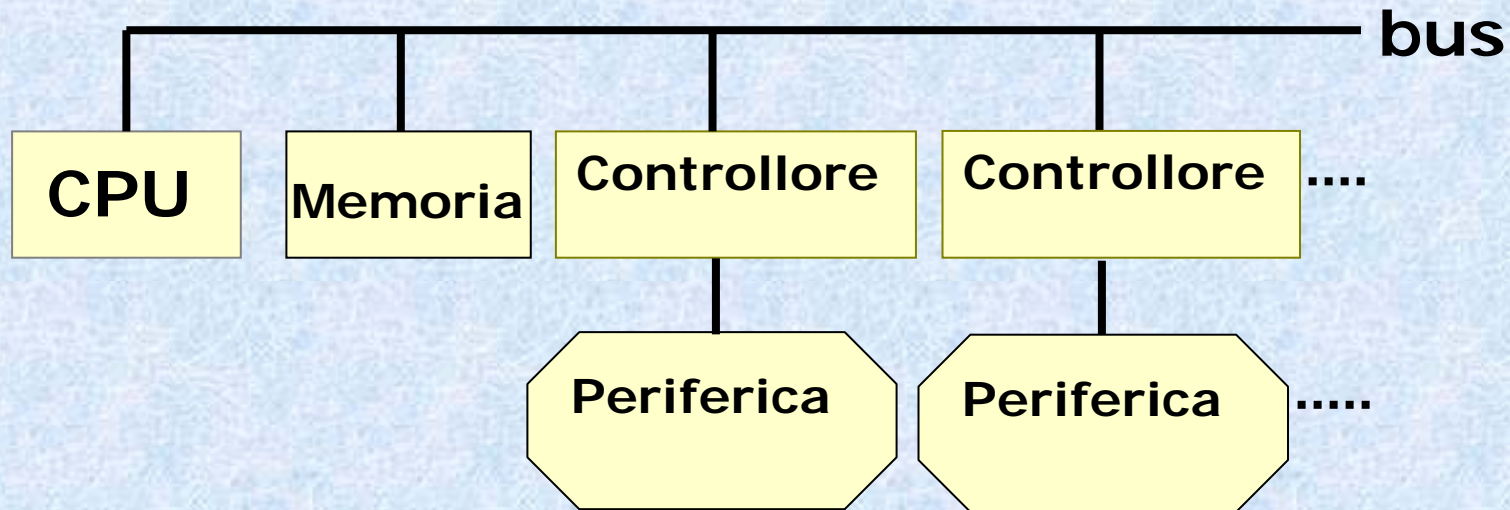 bus
CPU
Memoria
Controllore
Controllore
....
Periferica
Periferica
.....